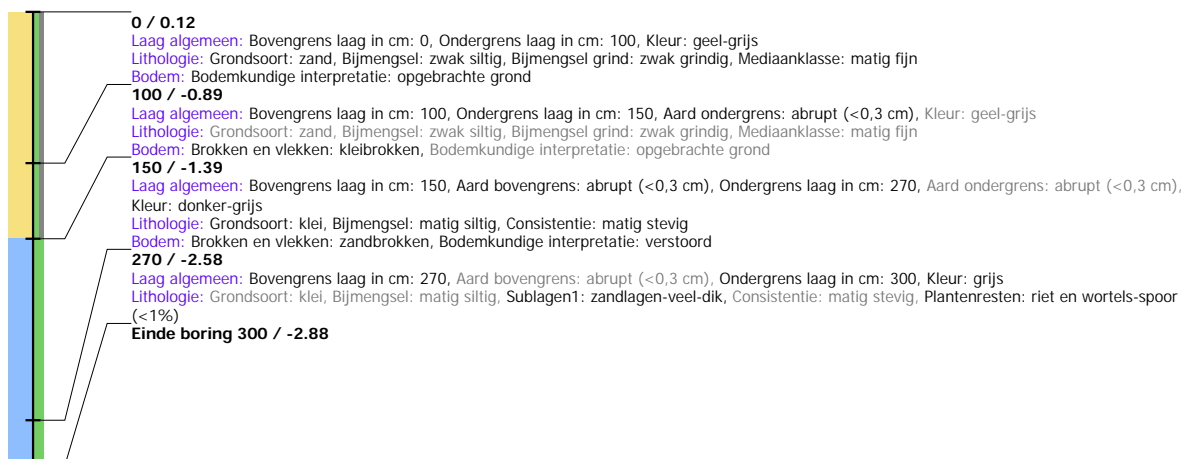 0 / 0.12
Laag algemeen: Bovengrens laag in cm: 0, Ondergrens laag in cm: 100, Kleur: geel-grijs
Lithologie: Grondsoort: zand, Bijmengsel: zwak siltig, Bijmengsel grind: zwak grindig, Mediaanklasse: matig fijn
Bodem: Bodemkundige interpretatie: opgebrachte grond
100 / -0.89
Laag algemeen: Bovengrens laag in cm: 100, Ondergrens laag in cm: 150, Aard ondergrens: abrupt (<0,3 cm), Kleur: geel-grijs
Lithologie: Grondsoort: zand, Bijmengsel: zwak siltig, Bijmengsel grind: zwak grindig, Mediaanklasse: matig fijn
Bodem: Brokken en vlekken: kleibrokken, Bodemkundige interpretatie: opgebrachte grond
150 / -1.39
Laag algemeen: Bovengrens laag in cm: 150, Aard bovengrens: abrupt (<0,3 cm), Ondergrens laag in cm: 270, Aard ondergrens: abrupt (<0,3 cm),
Kleur: donker-grijs
Lithologie: Grondsoort: klei, Bijmengsel: matig siltig, Consistentie: matig stevig
Bodem: Brokken en vlekken: zandbrokken, Bodemkundige interpretatie: verstoord
270 / -2.58
Laag algemeen: Bovengrens laag in cm: 270, Aard bovengrens: abrupt (<0,3 cm), Ondergrens laag in cm: 300, Kleur: grijs
Lithologie: Grondsoort: klei, Bijmengsel: matig siltig, Sublagen1: zandlagen-veel-dik, Consistentie: matig stevig, Plantenresten: riet en wortels-spoor
(<1%)
Einde boring 300 / -2.88